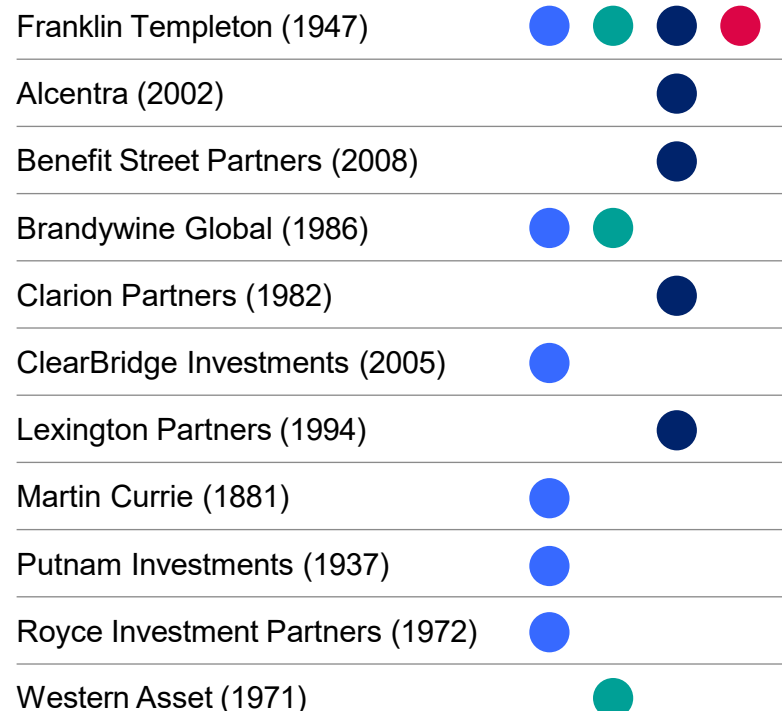 Franklin Templeton (1947)
Alcentra (2002)
Benefit Street Partners (2008)
Brandywine Global (1986)
Clarion Partners (1982)
ClearBridge Investments (2005)
Lexington Partners (1994)
Martin Currie (1881)
Putnam Investments (1937)
Royce Investment Partners (1972)
Western Asset (1971)